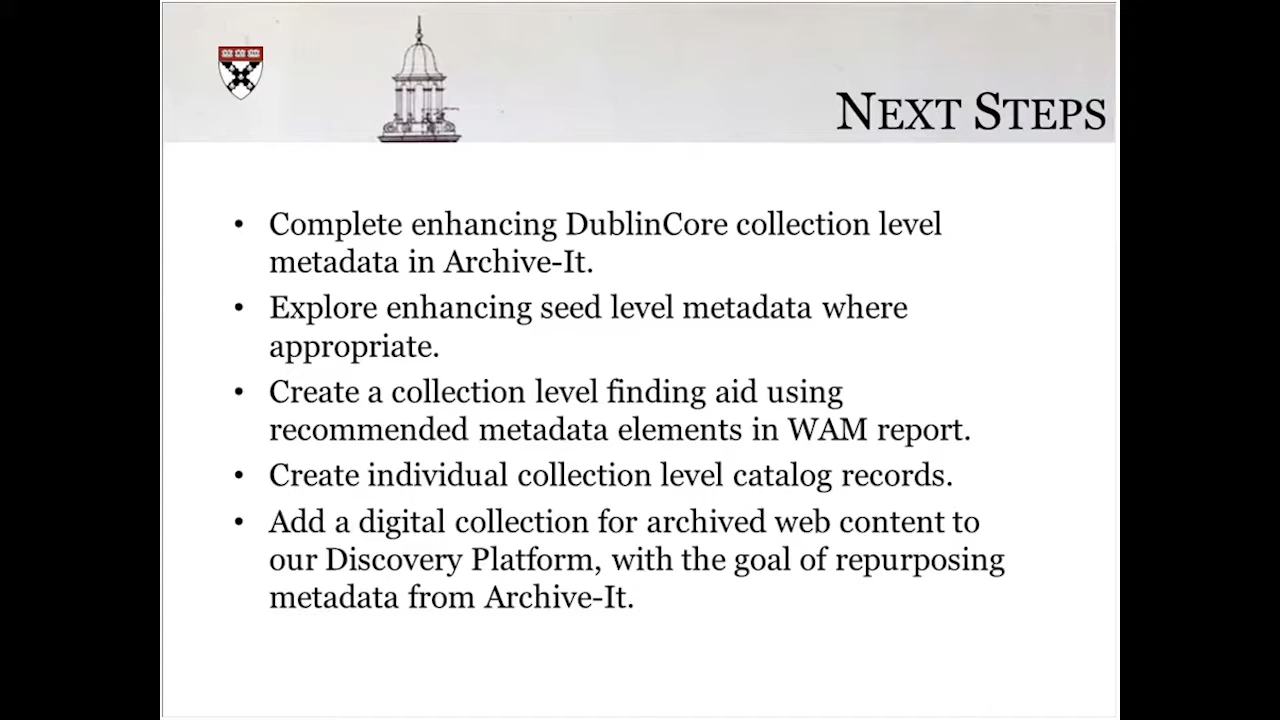 NEXT STEPS
• Complete enhancing DublinCore collection level
metadata in Archive-It.
• Explore enhancing seed level metadata where
appropriate.
• Create a collection level finding aid using
recommended metadata elements in WAM report.
• Create individual collection level catalog records.
• Add a digital collection for archived web content to
our Discovery Platform, with the goal of repurposing
metadata from Archive-It.